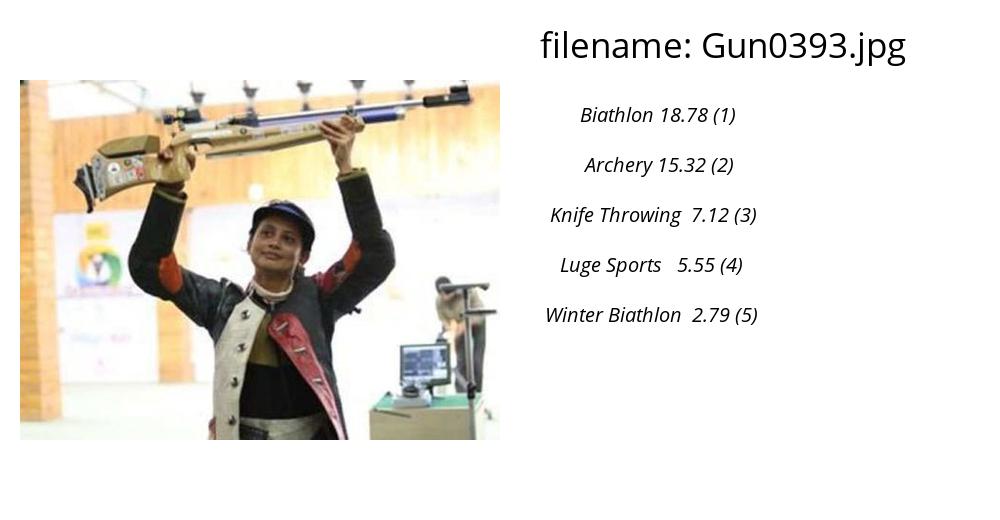 filename: Gun0393.jpg
Biathlon 18.78 (1)
Archery 15.32 (2)
Knife Throwing 7.12 (3)
Luge Sports 5.55 (4)
Winter Biathlon 2.79 (5)